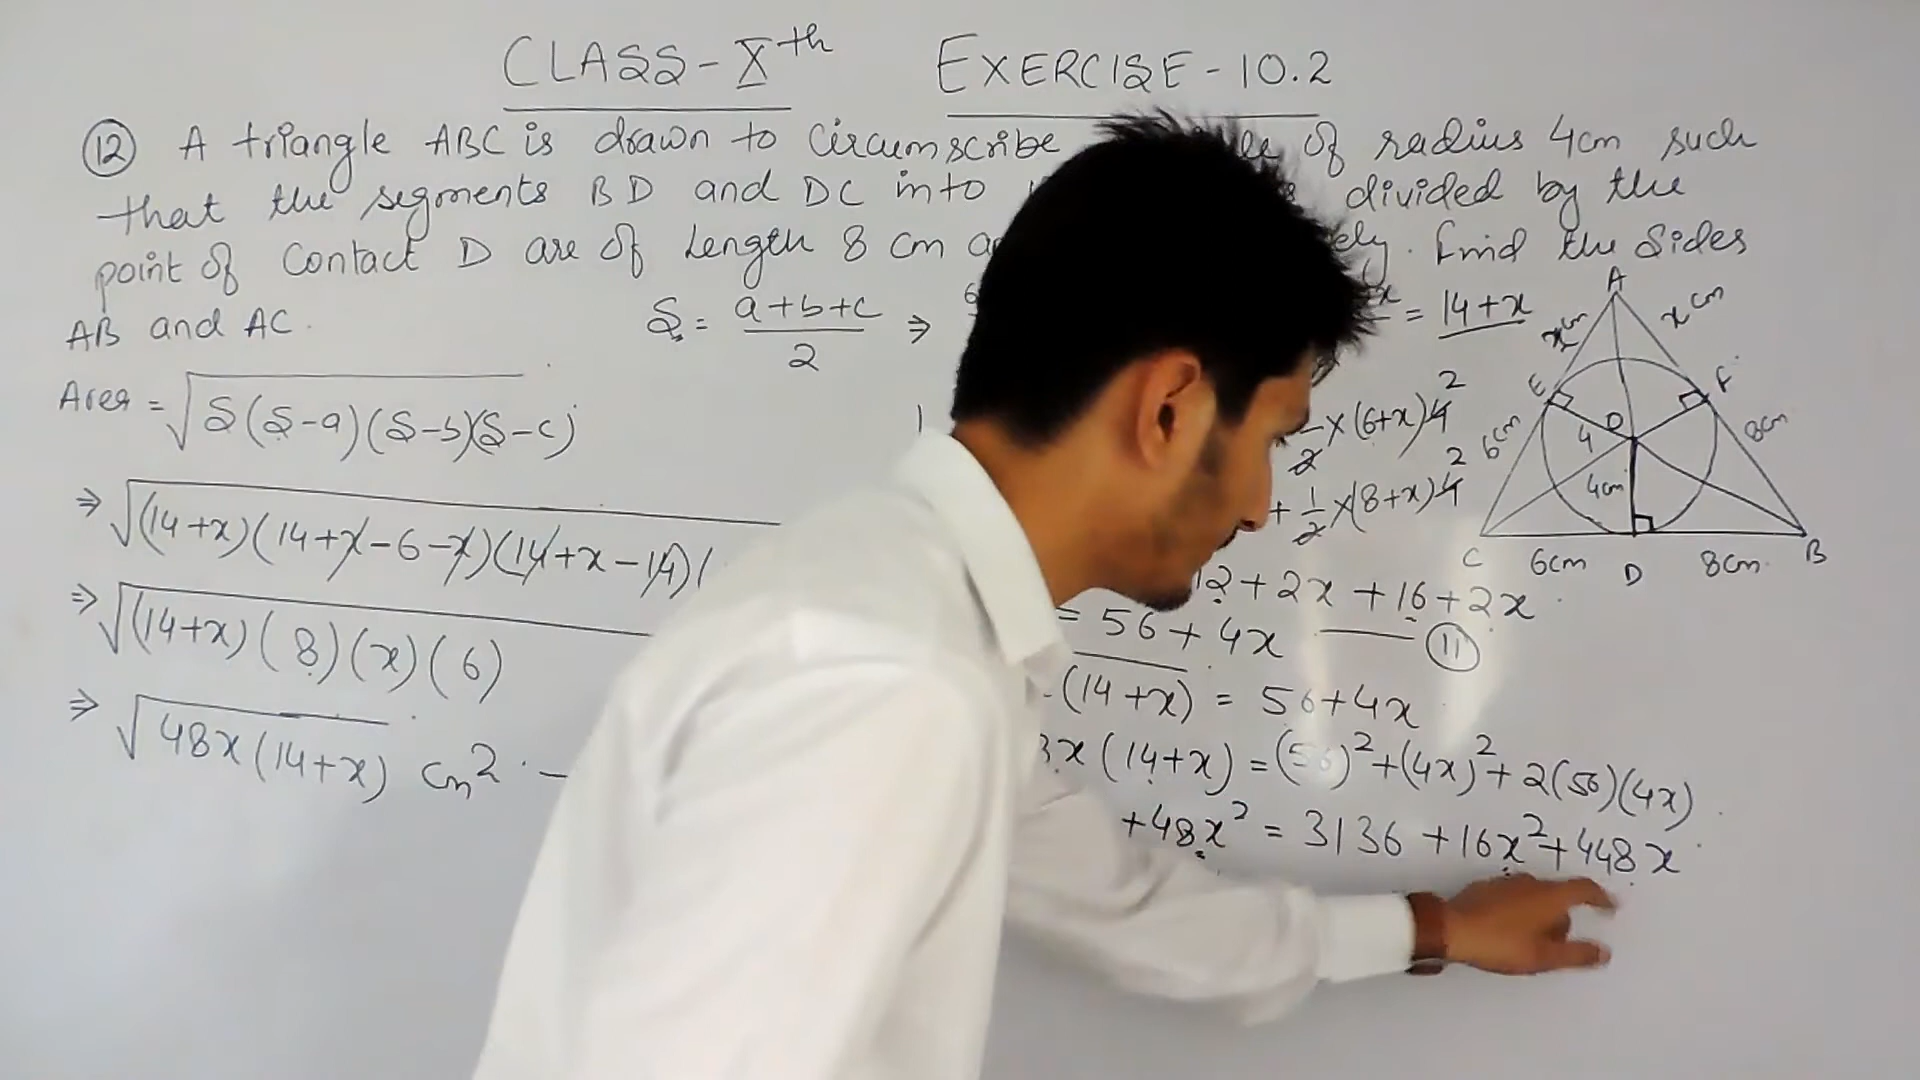 CLASS-Xth EXERCISE-10.2
(12) A triangle ABC is drawn to circumscribe of radius 4cm such
that the segments BD and DC into divided by the
point of contact D are of length 8 cm Find the sides
AB and AC.
S = a+b+c/2 ⇒ = 14+x
Area = √S(S-a)(S-b)(S-c)
⇒ √(14+x)(14+x-6-x)(14+x-14)(
⇒ √(14+x)(8)(x)(6)
⇒ √48x(14+x) cm² -
x(6+x)4 2
+ 1/2 x(8+x)4 2
12+2x+16+2x
= 56+4x —— (11)
(14+x) = 56+4x
x(14+x) = (56)²+(4x)²+2(56)(4x)
+48x² = 3136+16x²+448x
A
x cm
x cm
E
F
6cm
8cm
4
O
4cm
C
6cm
D
8cm
B